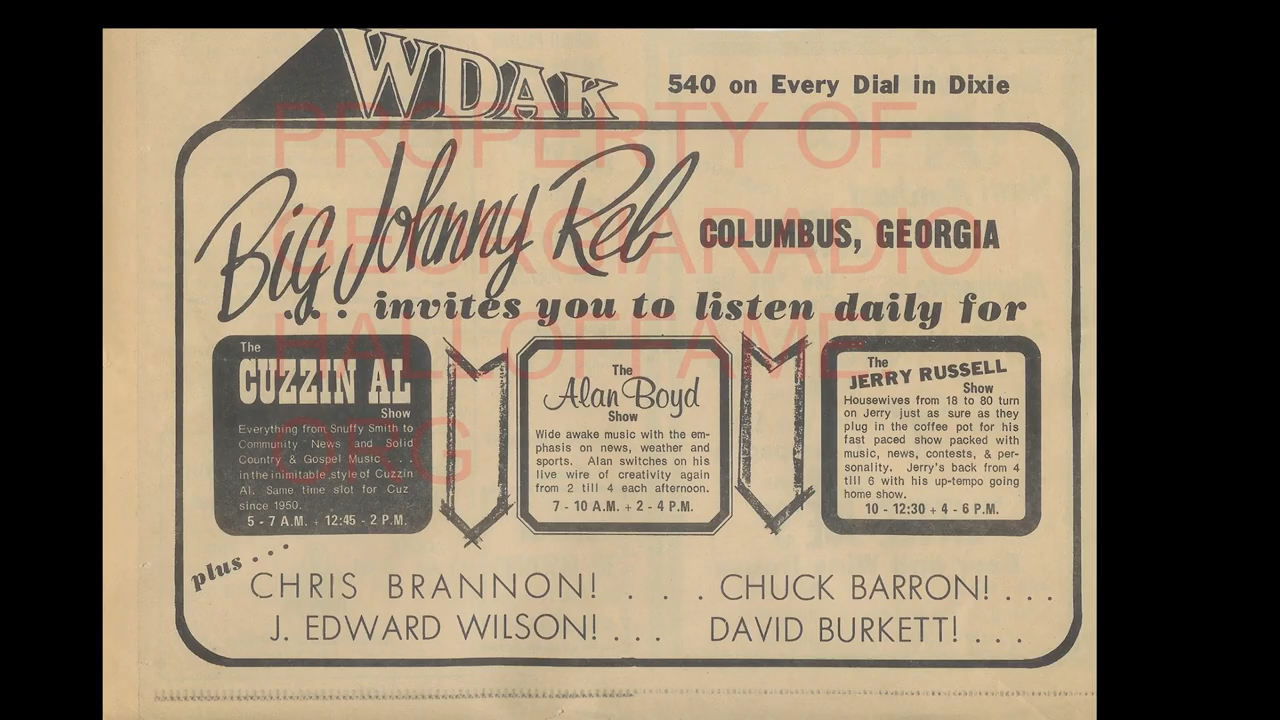 WDAK
540 on Every Dial in Dixie
Big Johnny Reb
COLUMBUS, GEORGIA
. . . invites you to listen daily for
The
CUZZIN AL
Show
Everything from Snuffy Smith to
Community News and Solid
Country & Gospel Music . . .
in the inimitable style of Cuzzin
Al. Same time slot for Cuz
since 1950.
5 - 7 A.M. + 12:45 - 2 P.M.
The
Alan Boyd
Show
Wide awake music with the em-
phasis on news, weather and
sports. Alan switches on his
live wire of creativity again
from 2 till 4 each afternoon.
7 - 10 A.M. + 2 - 4 P.M.
The
JERRY RUSSELL
Show
Housewives from 18 to 80 turn
on Jerry just as sure as they
plug in the coffee pot for his
fast paced show packed with
music, news, contests, & per-
sonality. Jerry's back from 4
till 6 with his up-tempo going
home show.
10 - 12:30 + 4 - 6 P.M.
plus . . .
CHRIS BRANNON! . . . CHUCK BARRON! . . .
J. EDWARD WILSON! . . . DAVID BURKETT! . . .
PROPERTY OF
GEORGIARADIO
HALLOFFAME
.ORG